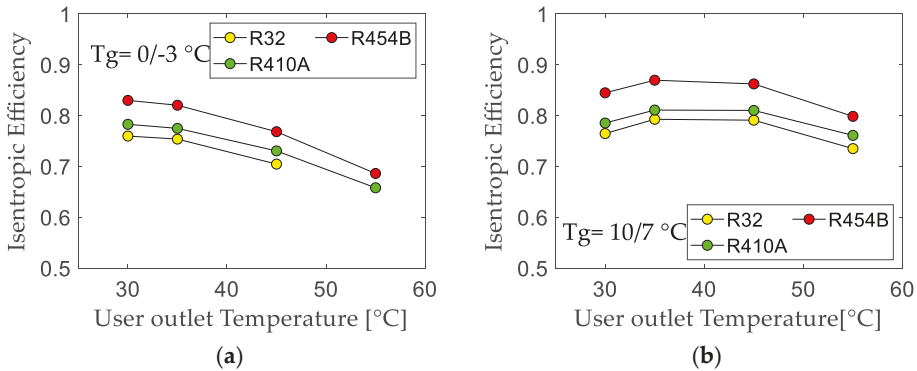 1
0.9
0.8
0.7
0.6
0.5
Isentropic Efficiency
Tg= 0/-3 °C
R32
R454B
R410A
30
40
50
60
User outlet Temperature [°C]
(a)
1
0.9
0.8
0.7
0.6
0.5
Isentropic Efficiency
Tg= 10/7 °C
R32
R454B
R410A
30
40
50
60
User outlet Temperature[°C]
(b)